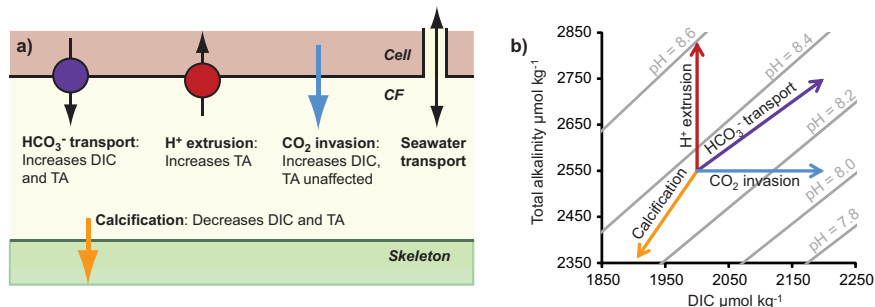 a)
Cell
CF
HCO₃⁻ transport:
Increases DIC
and TA
H⁺ extrusion:
Increases TA
CO₂ invasion:
Increases DIC,
TA unaffected
Seawater
transport
Calcification: Decreases DIC and TA
Skeleton
b)
Total alkalinity µmol kg⁻¹
2850
2750
2650
2550
2450
2350
pH = 8.6
pH = 8.4
pH = 8.2
pH = 8.0
pH = 7.8
H⁺ extrusion
HCO₃⁻ transport
CO₂ invasion
Calcification
1850
1950
2050
2150
2250
DIC µmol kg⁻¹